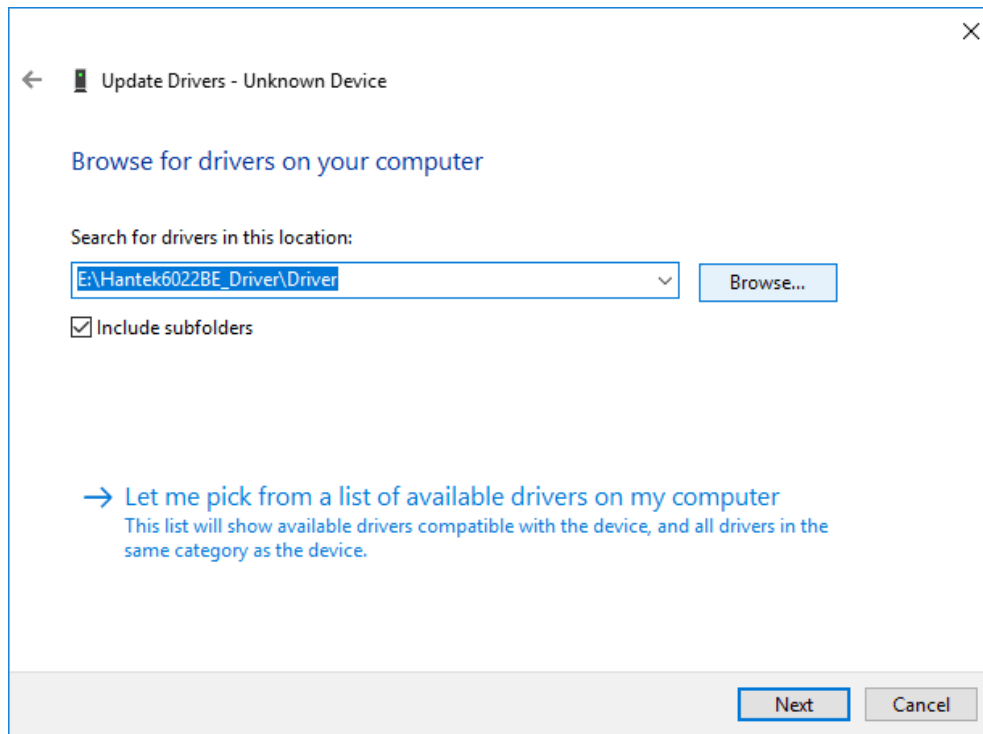 Update Drivers - Unknown Device
Browse for drivers on your computer
Search for drivers in this location:
E:\Hantek6022BE_Driver\Driver
Browse...
Include subfolders
Let me pick from a list of available drivers on my computer
This list will show available drivers compatible with the device, and all drivers in the
same category as the device.
Next
Cancel